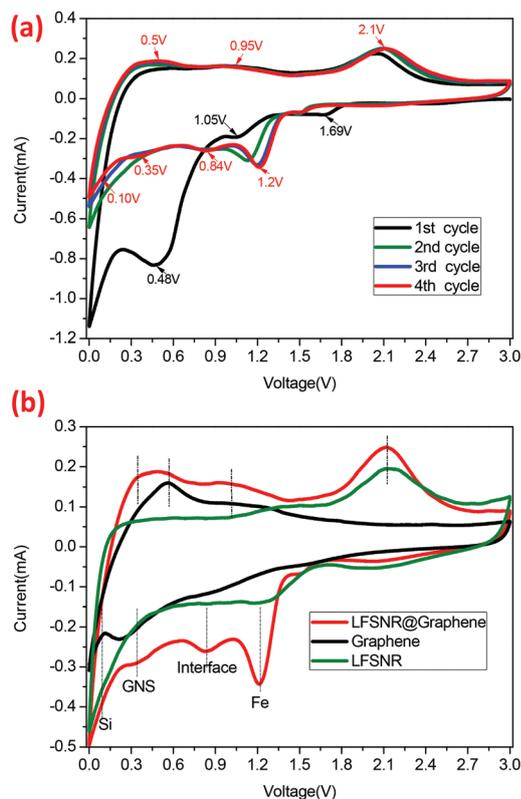 (a)
0.4
0.2
0.0
-0.2
-0.4
-0.6
-0.8
-1.0
-1.2
Current(mA)
0.5V
0.95V
2.1V
1.05V
1.69V
0.84V
1.2V
0.35V
0.10V
0.48V
1st cycle
2nd cycle
3rd cycle
4th cycle
0.0 0.3 0.6 0.9 1.2 1.5 1.8 2.1 2.4 2.7 3.0
Voltage(V)
(b)
0.3
0.2
0.1
0.0
-0.1
-0.2
-0.3
-0.4
-0.5
Current(mA)
LFSNR@Graphene
Graphene
LFSNR
Interface
GNS
Fe
Si
0.0 0.3 0.6 0.9 1.2 1.5 1.8 2.1 2.4 2.7 3.0
Voltage(V)